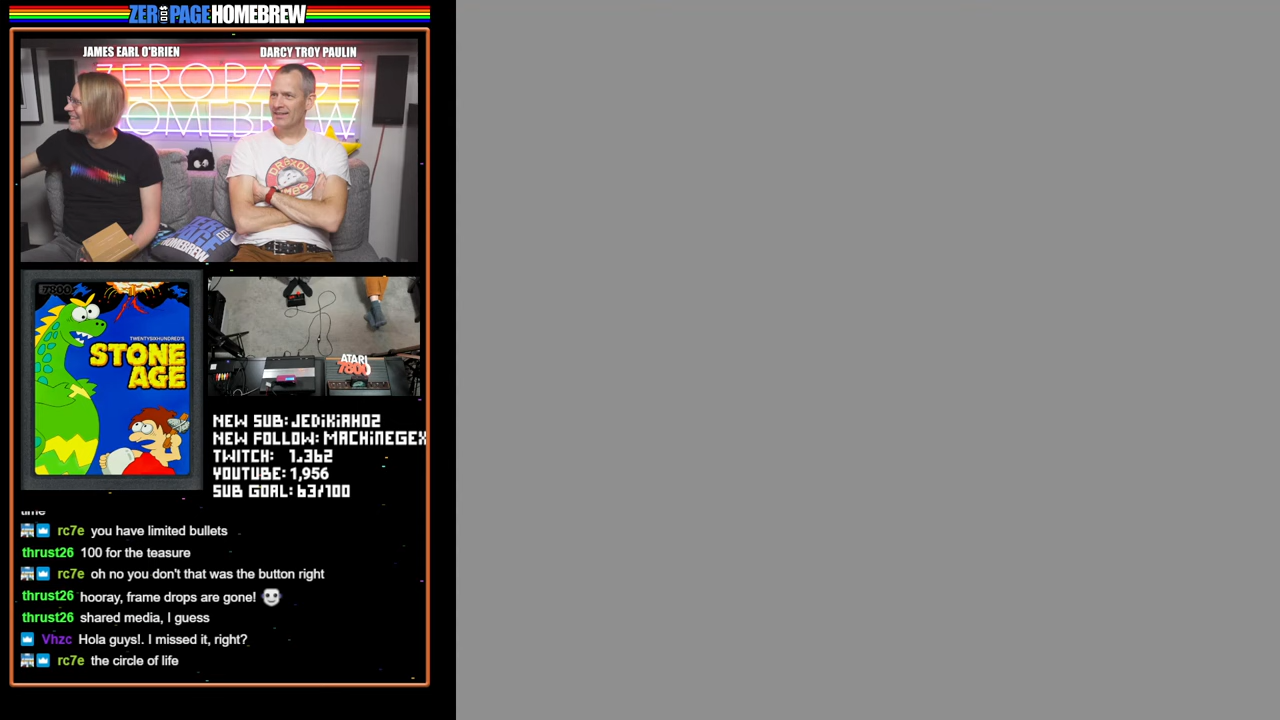 ZEROPAGE HOMEBREW
JAMES EARL O'BRIEN
DARCY TROY PAULIN
ZEROPAGE
HOMEBREW
7800
TWENTYSIXHUNDRED'S
STONE
AGE
ATARI
7800
NEW SUB: JEDIKIAH02
NEW FOLLOW: MACHINEGEX
TWITCH: 1,362
YOUTUBE: 1,956
SUB GOAL: 63/100
time
rc7e you have limited bullets
thrust26 100 for the teasure
rc7e oh no you don't that was the button right
thrust26 hooray, frame drops are gone!
thrust26 shared media, I guess
Vhzc Hola guys!. I missed it, right?
rc7e the circle of life